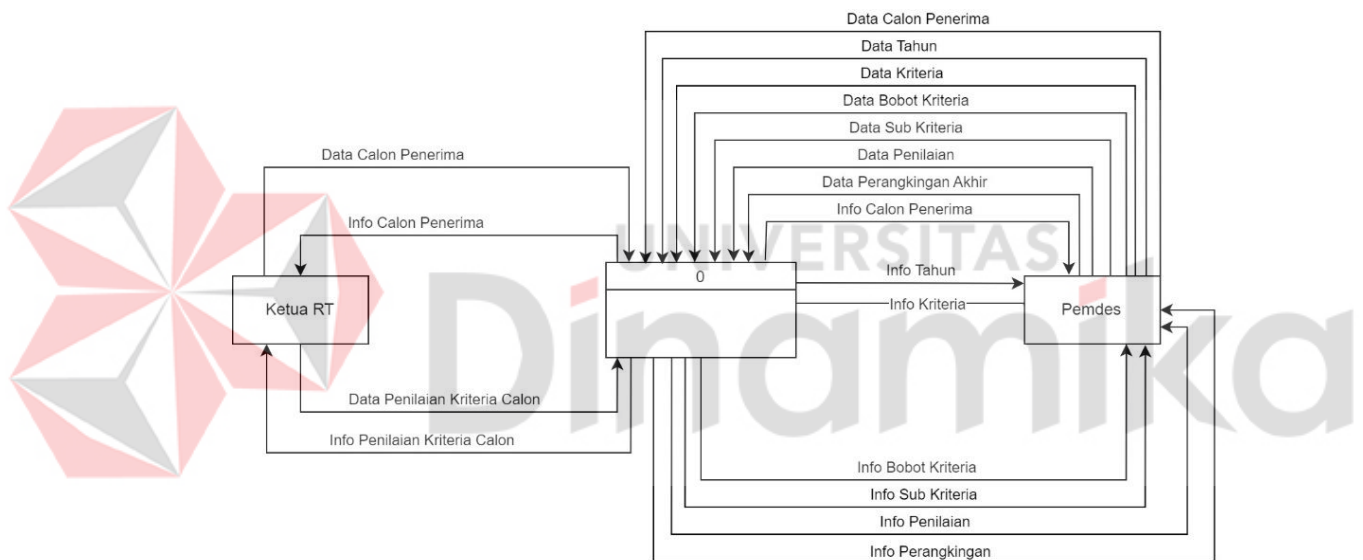 Data Calon Penerima
Data Tahun
Data Kriteria
Data Bobot Kriteria
Data Sub Kriteria
Data Penilaian
Data Perangkingan Akhir
Info Calon Penerima
Data Calon Penerima
Info Calon Penerima
UNIVERSITAS
Dinamika
0
Info Tahun
Info Kriteria
Ketua RT
Pemdes
Data Penilaian Kriteria Calon
Info Penilaian Kriteria Calon
Info Bobot Kriteria
Info Sub Kriteria
Info Penilaian
Info Perangkingan